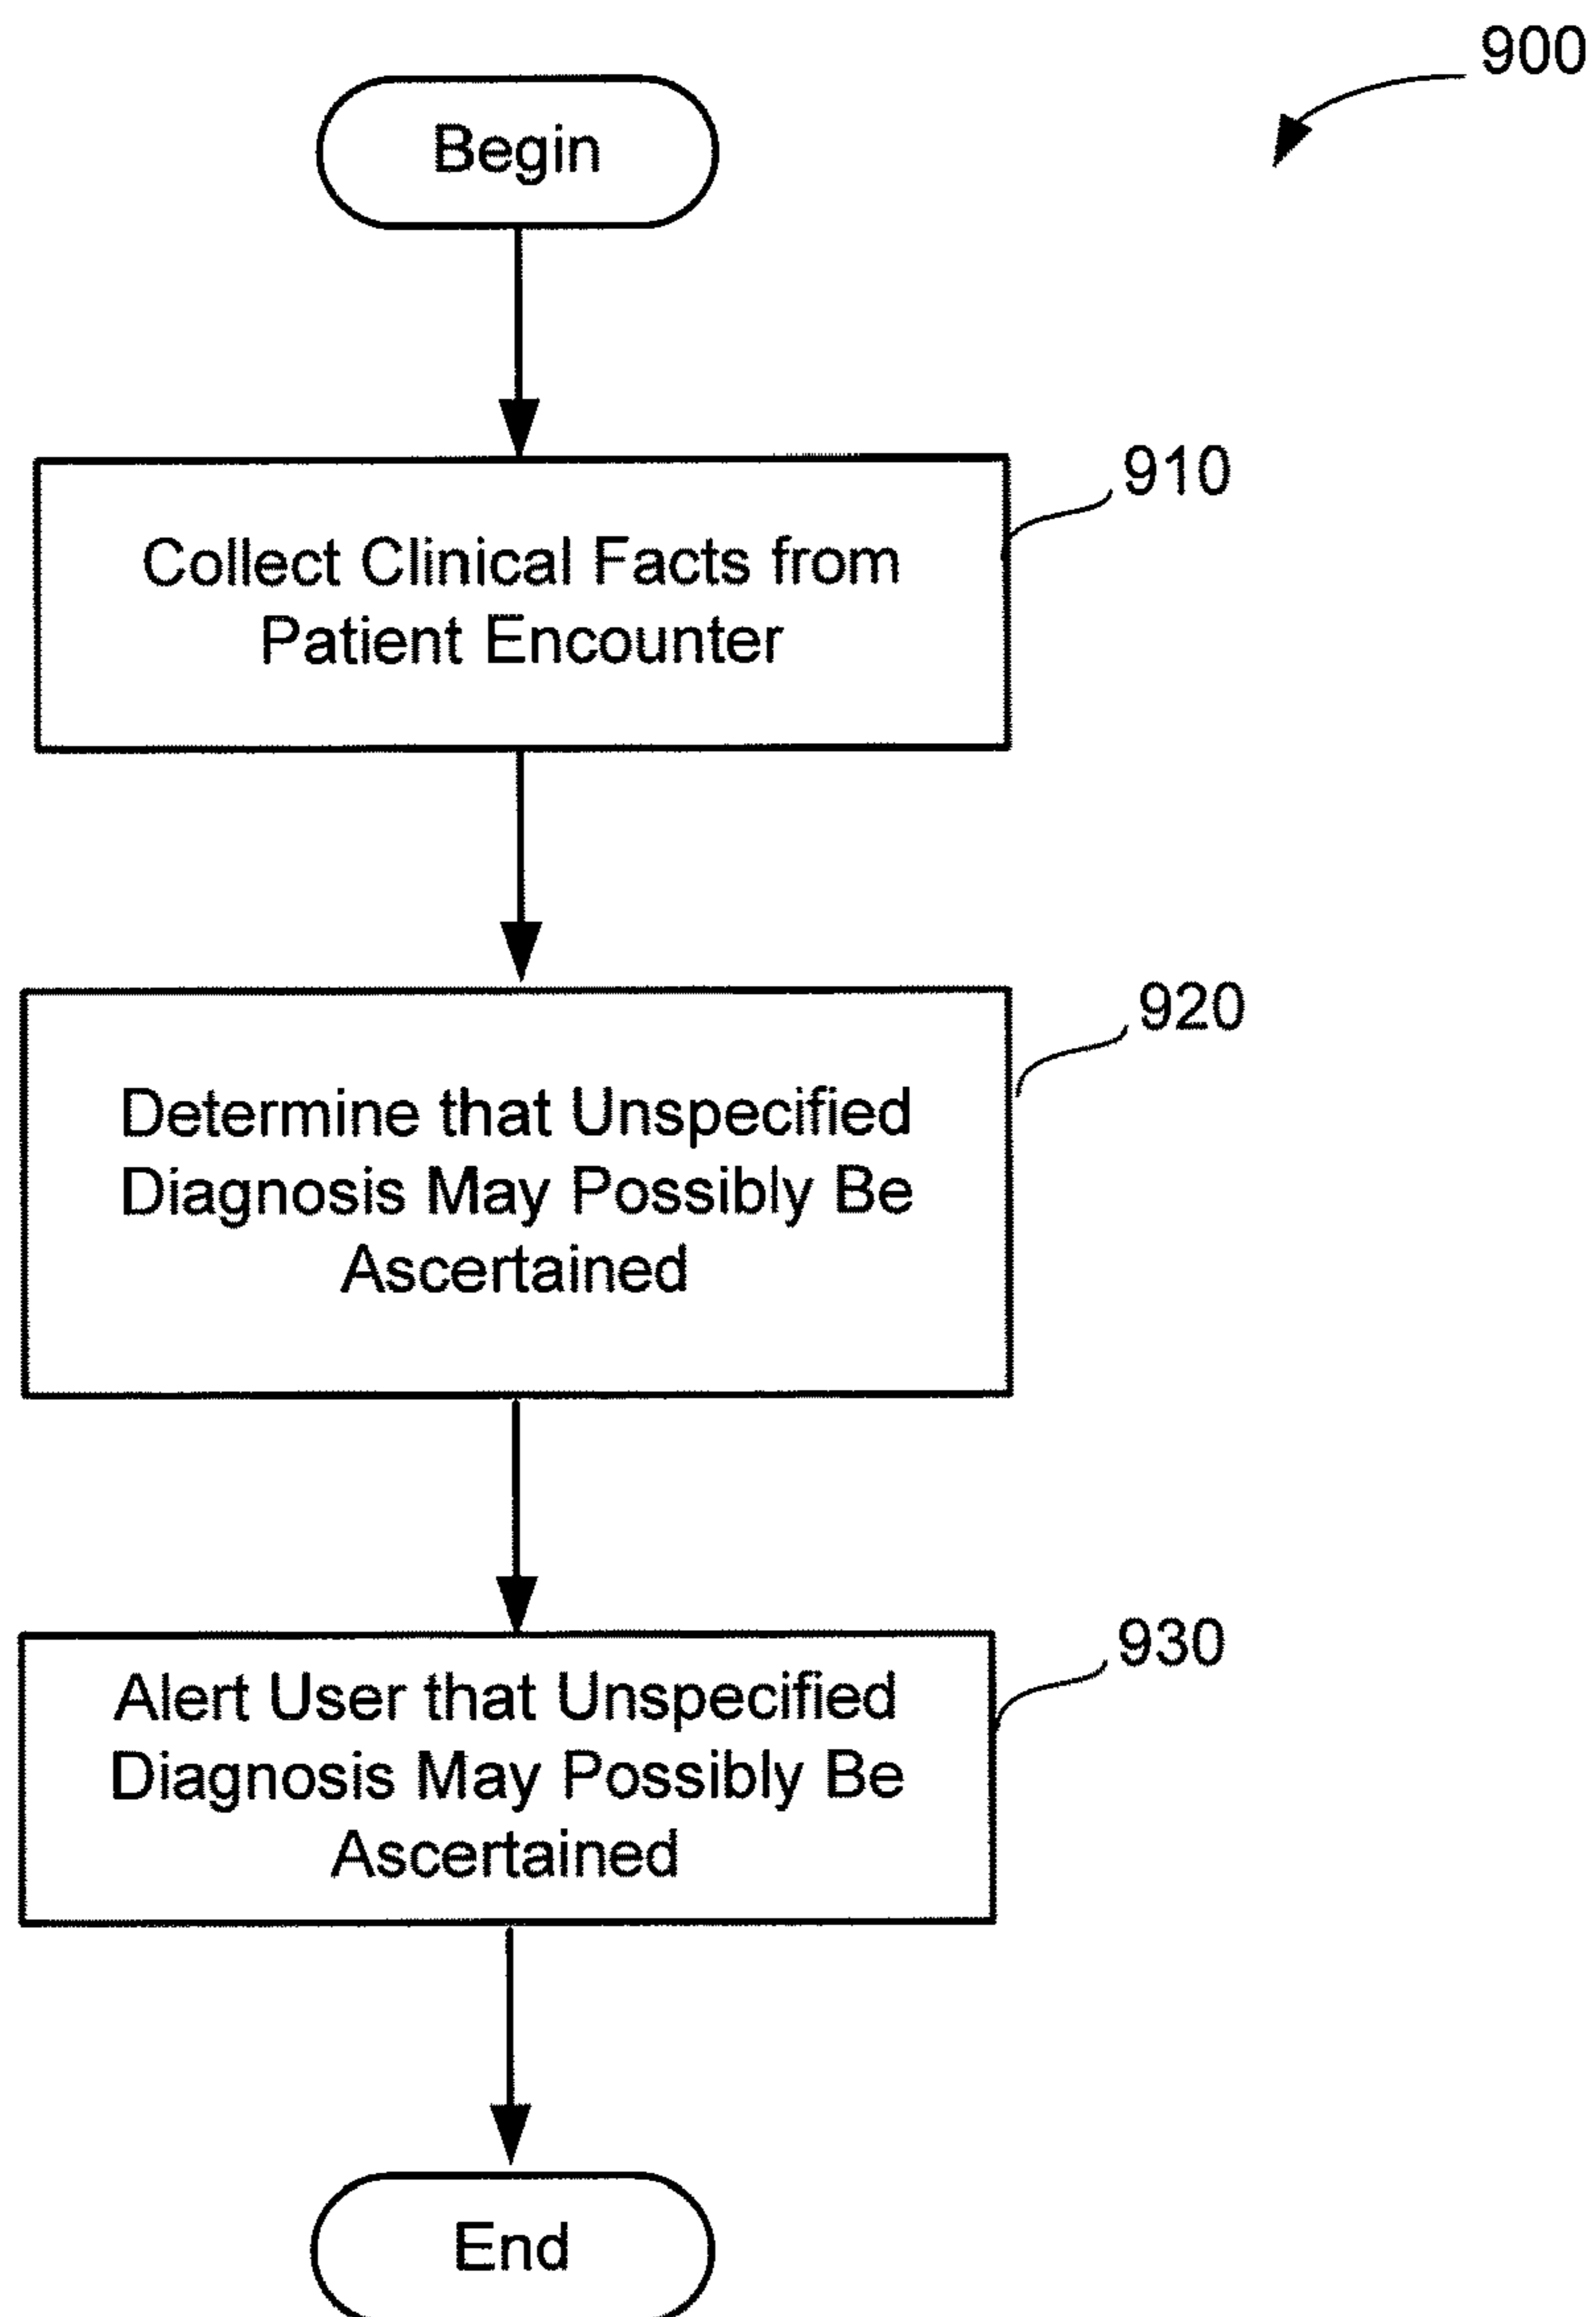 900
Begin
910
Collect Clinical Facts from
Patient Encounter
920
Determine that Unspecified
Diagnosis May Possibly Be
Ascertained
930
Alert User that Unspecified
Diagnosis May Possibly Be
Ascertained
End